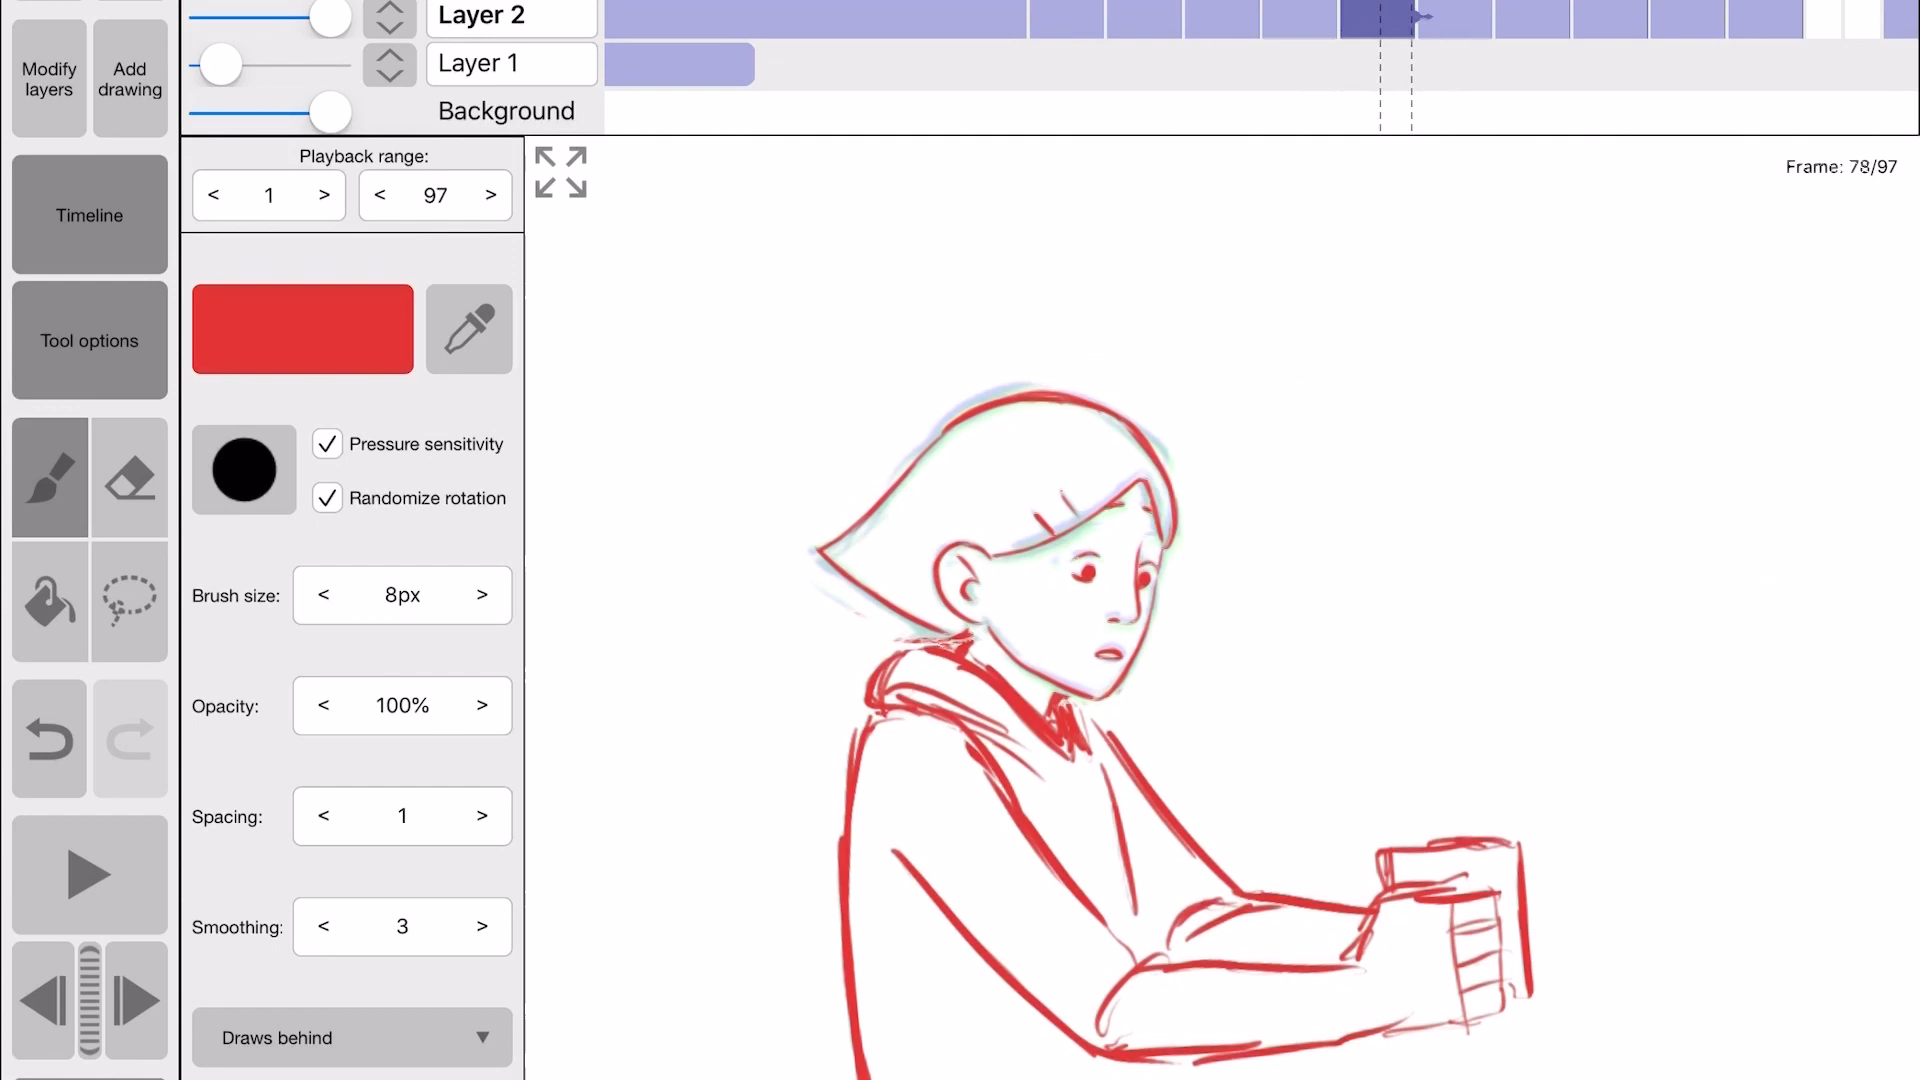 Layer 2
Modify layers
Add drawing
Layer 1
Background
Playback range:
< 1 >
< 97 >
Frame: 78/97
Timeline
Tool options
Pressure sensitivity
Randomize rotation
Brush size:
< 8px >
Opacity:
< 100% >
Spacing:
< 1 >
Smoothing:
< 3 >
Draws behind